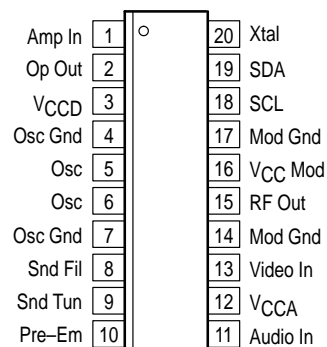 Amp In 1 20 Xtal
Op Out 2 19 SDA
VCCD 3 18 SCL
Osc Gnd 4 17 Mod Gnd
Osc 5 16 VCC Mod
Osc 6 15 RF Out
Osc Gnd 7 14 Mod Gnd
Snd Fil 8 13 Video In
Snd Tun 9 12 VCCA
Pre–Em 10 11 Audio In